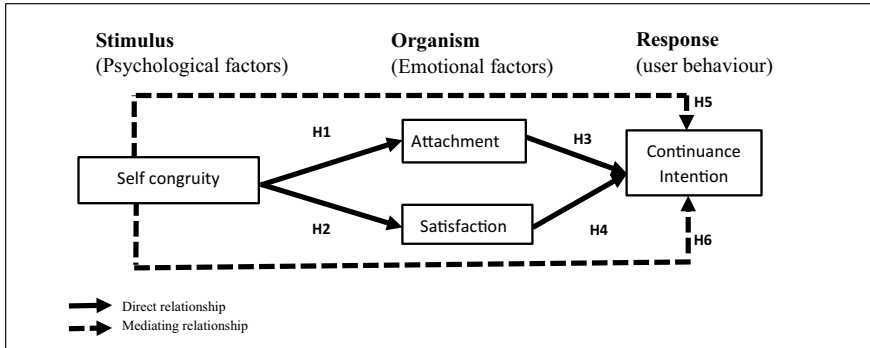 Stimulus
(Psychological factors)
Organism
(Emotional factors)
Response
(user behaviour)
H5
H1
H3
Attachment
Continuance
Intention
Self congruity
Satisfaction
H2
H4
H6
Direct relationship
Mediating relationship